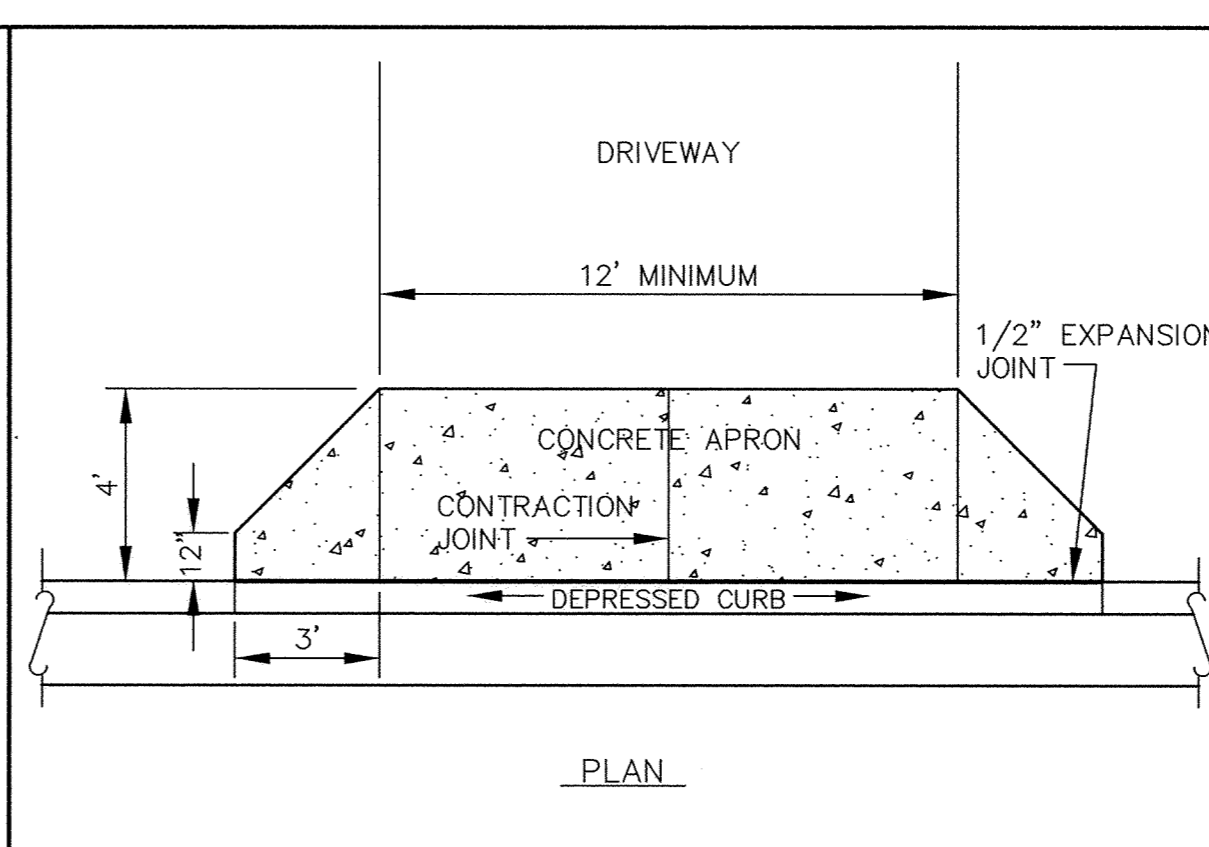 DRIVEWAY
12' MINIMUM
1/2" EXPANSION
JOINT
CONCRETE APRON
4'
CONTRACTION
JOINT
12"
DEPRESSED CURB
3'
PLAN